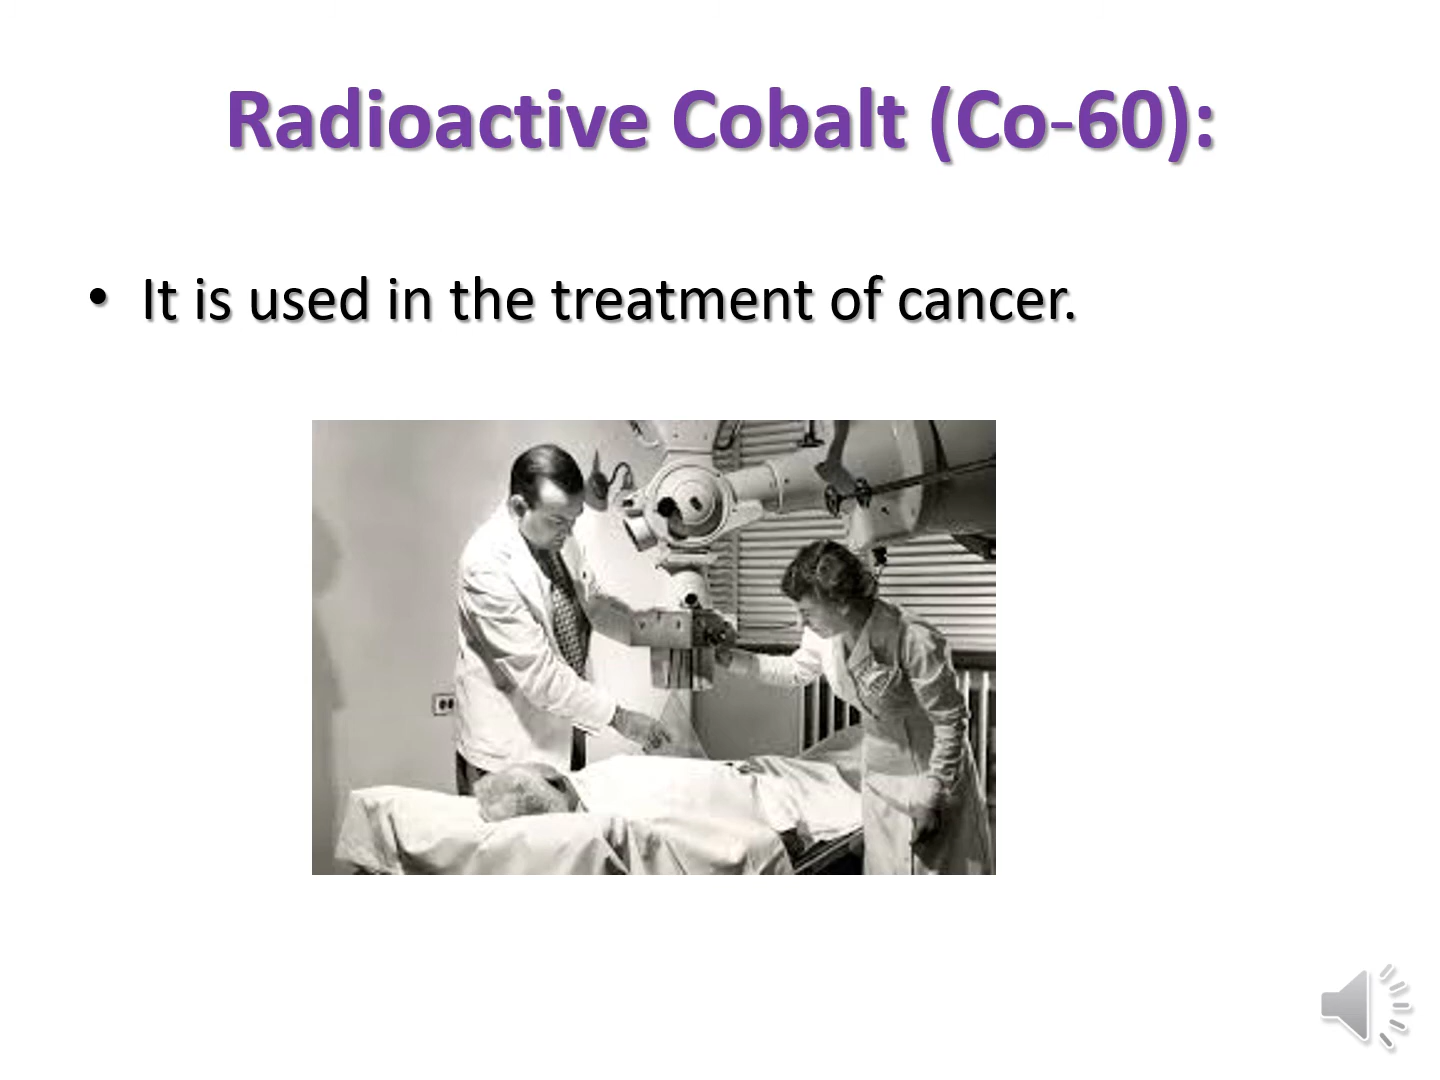 Radioactive Cobalt (Co-60):
• It is used in the treatment of cancer.